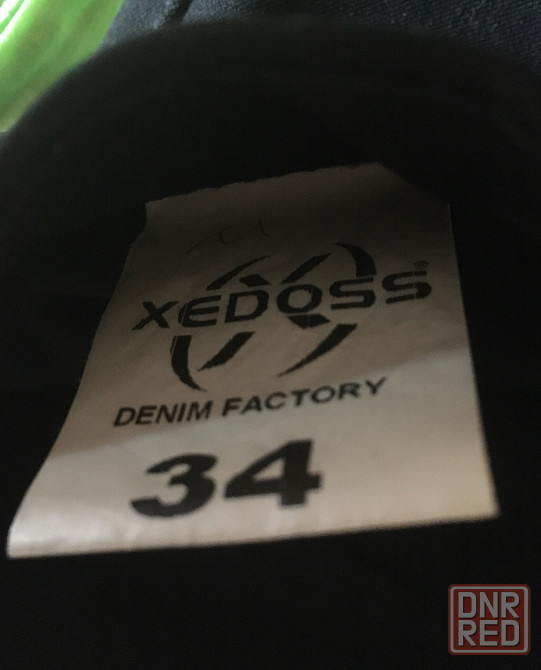 XEDOSS®
DENIM FACTORY
34
DNR
RED